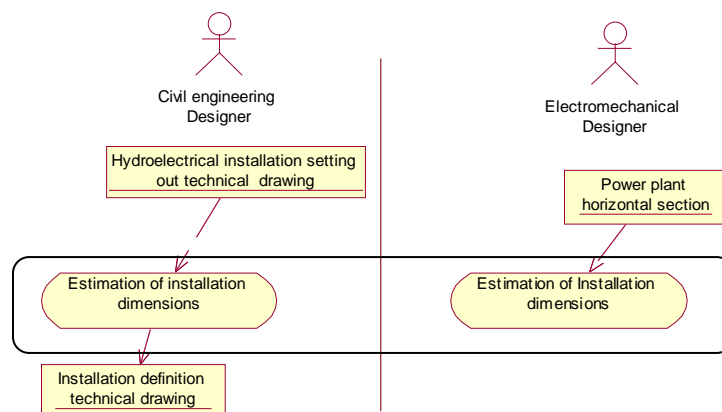 Civil engineering
Designer
Electromechanical
Designer
Hydroelectrical installation setting
out technical drawing
Power plant
horizontal section
Estimation of installation
dimensions
Estimation of Installation
dimensions
Installation definition
technical drawing